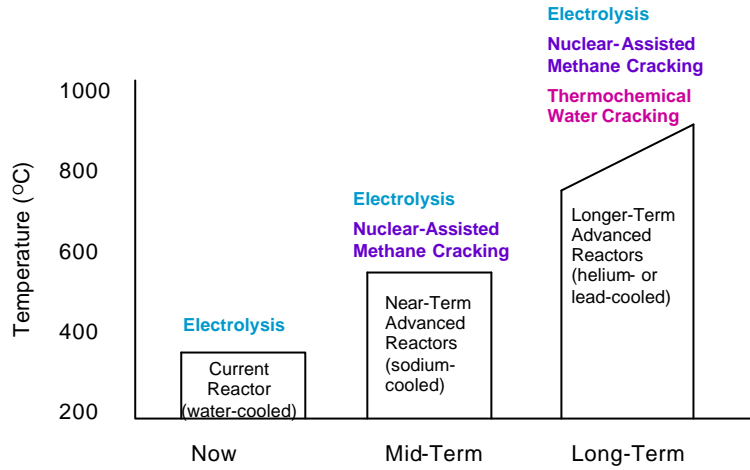 Electrolysis
Nuclear-Assisted
Methane Cracking
Thermochemical
Water Cracking
Electrolysis
Nuclear-Assisted
Methane Cracking
Electrolysis
Temperature (°C)
1000
800
600
400
200
Current
Reactor
(water-cooled)
Near-Term
Advanced
Reactors
(sodium-
cooled)
Longer-Term
Advanced
Reactors
(helium- or
lead-cooled)
Now
Mid-Term
Long-Term